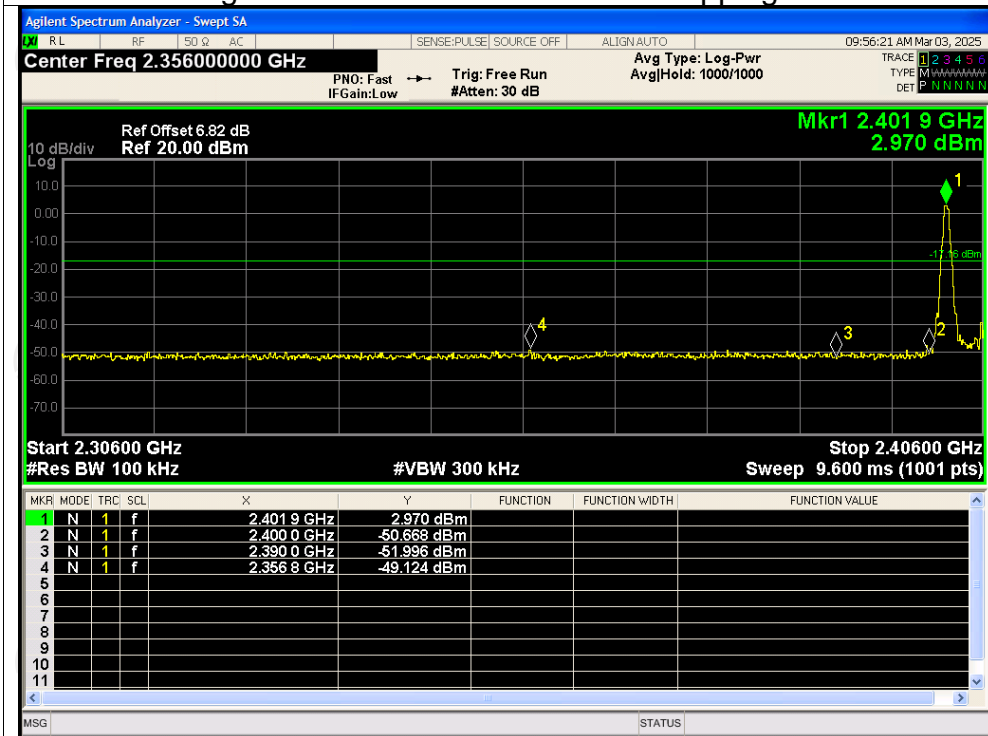 Agilent Spectrum Analyzer - Swept SA
LXI RL RF 50 Ω AC SENSE:PULSE SOURCE OFF ALIGN AUTO 09:56:21 AM Mar 03, 2025
Center Freq 2.356000000 GHz
PNO: Fast
IFGain:Low
Trig: Free Run
#Atten: 30 dB
Avg Type: Log-Pwr
Avg|Hold: 1000/1000
TRACE 1 2 3 4 5 6
TYPE M
DET P N N N N N
Mkr1 2.401 9 GHz
2.970 dBm
Ref Offset 6.82 dB
10 dB/div Ref 20.00 dBm
Log
10.0
0.00
-10.0
-20.0
-30.0
-40.0
-50.0
-60.0
-70.0
1
-17.16 dBm
4
3
2
Start 2.30600 GHz Stop 2.40600 GHz
#Res BW 100 kHz #VBW 300 kHz Sweep 9.600 ms (1001 pts)
MKR MODE TRC SCL X Y FUNCTION FUNCTION WIDTH FUNCTION VALUE
1 N 1 f 2.401 9 GHz 2.970 dBm
2 N 1 f 2.400 0 GHz -50.668 dBm
3 N 1 f 2.390 0 GHz -51.996 dBm
4 N 1 f 2.356 8 GHz -49.124 dBm
5
6
7
8
9
10
11
MSG STATUS